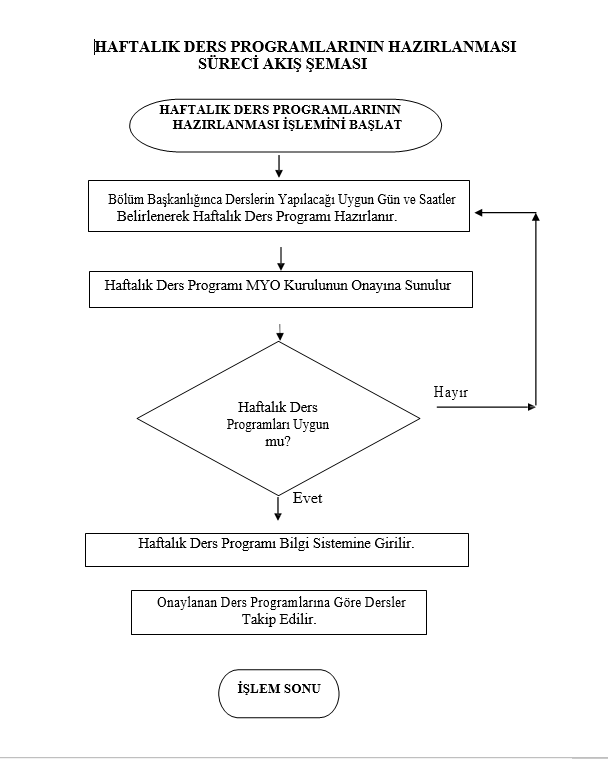 HAFTALIK DERS PROGRAMLARININ HAZIRLANMASI
SÜRECİ AKIŞ ŞEMASI
HAFTALIK DERS PROGRAMLARININ
HAZIRLANMASI İŞLEMİNİ BAŞLAT
Bölüm Başkanlığınca Derslerin Yapılacağı Uygun Gün ve Saatler
Belirlenerek Haftalık Ders Programı Hazırlanır.
Haftalık Ders Programı MYO Kurulunun Onayına Sunulur
Hayır
Haftalık Ders
Programları Uygun
mu?
Evet
Haftalık Ders Programı Bilgi Sistemine Girilir.
Onaylanan Ders Programlarına Göre Dersler
Takip Edilir.
İŞLEM SONU